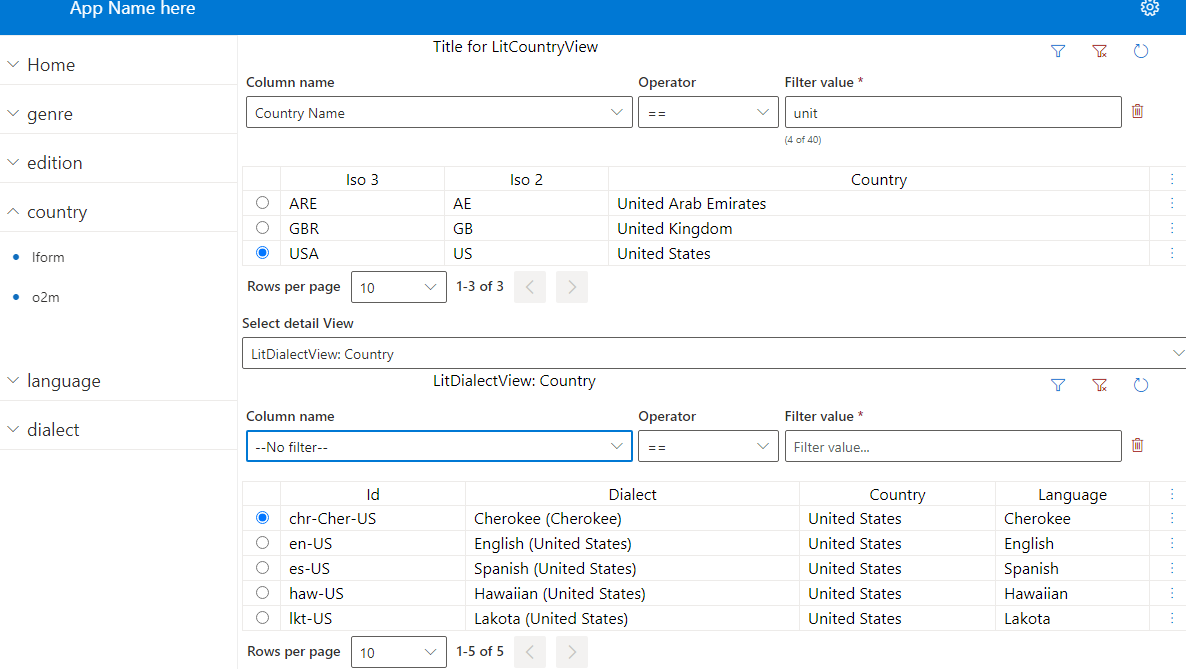 App Name here
Home
genre
edition
country
lform
o2m
language
dialect
Title for LitCountryView
Column name Operator Filter value *
Country Name == unit
(4 of 40)
Iso 3 Iso 2 Country
ARE AE United Arab Emirates
GBR GB United Kingdom
USA US United States
Rows per page 10 1-3 of 3
Select detail View
LitDialectView: Country
LitDialectView: Country
Column name Operator Filter value *
--No filter-- == Filter value...
Id Dialect Country Language
chr-Cher-US Cherokee (Cherokee) United States Cherokee
en-US English (United States) United States English
es-US Spanish (United States) United States Spanish
haw-US Hawaiian (United States) United States Hawaiian
lkt-US Lakota (United States) United States Lakota
Rows per page 10 1-5 of 5